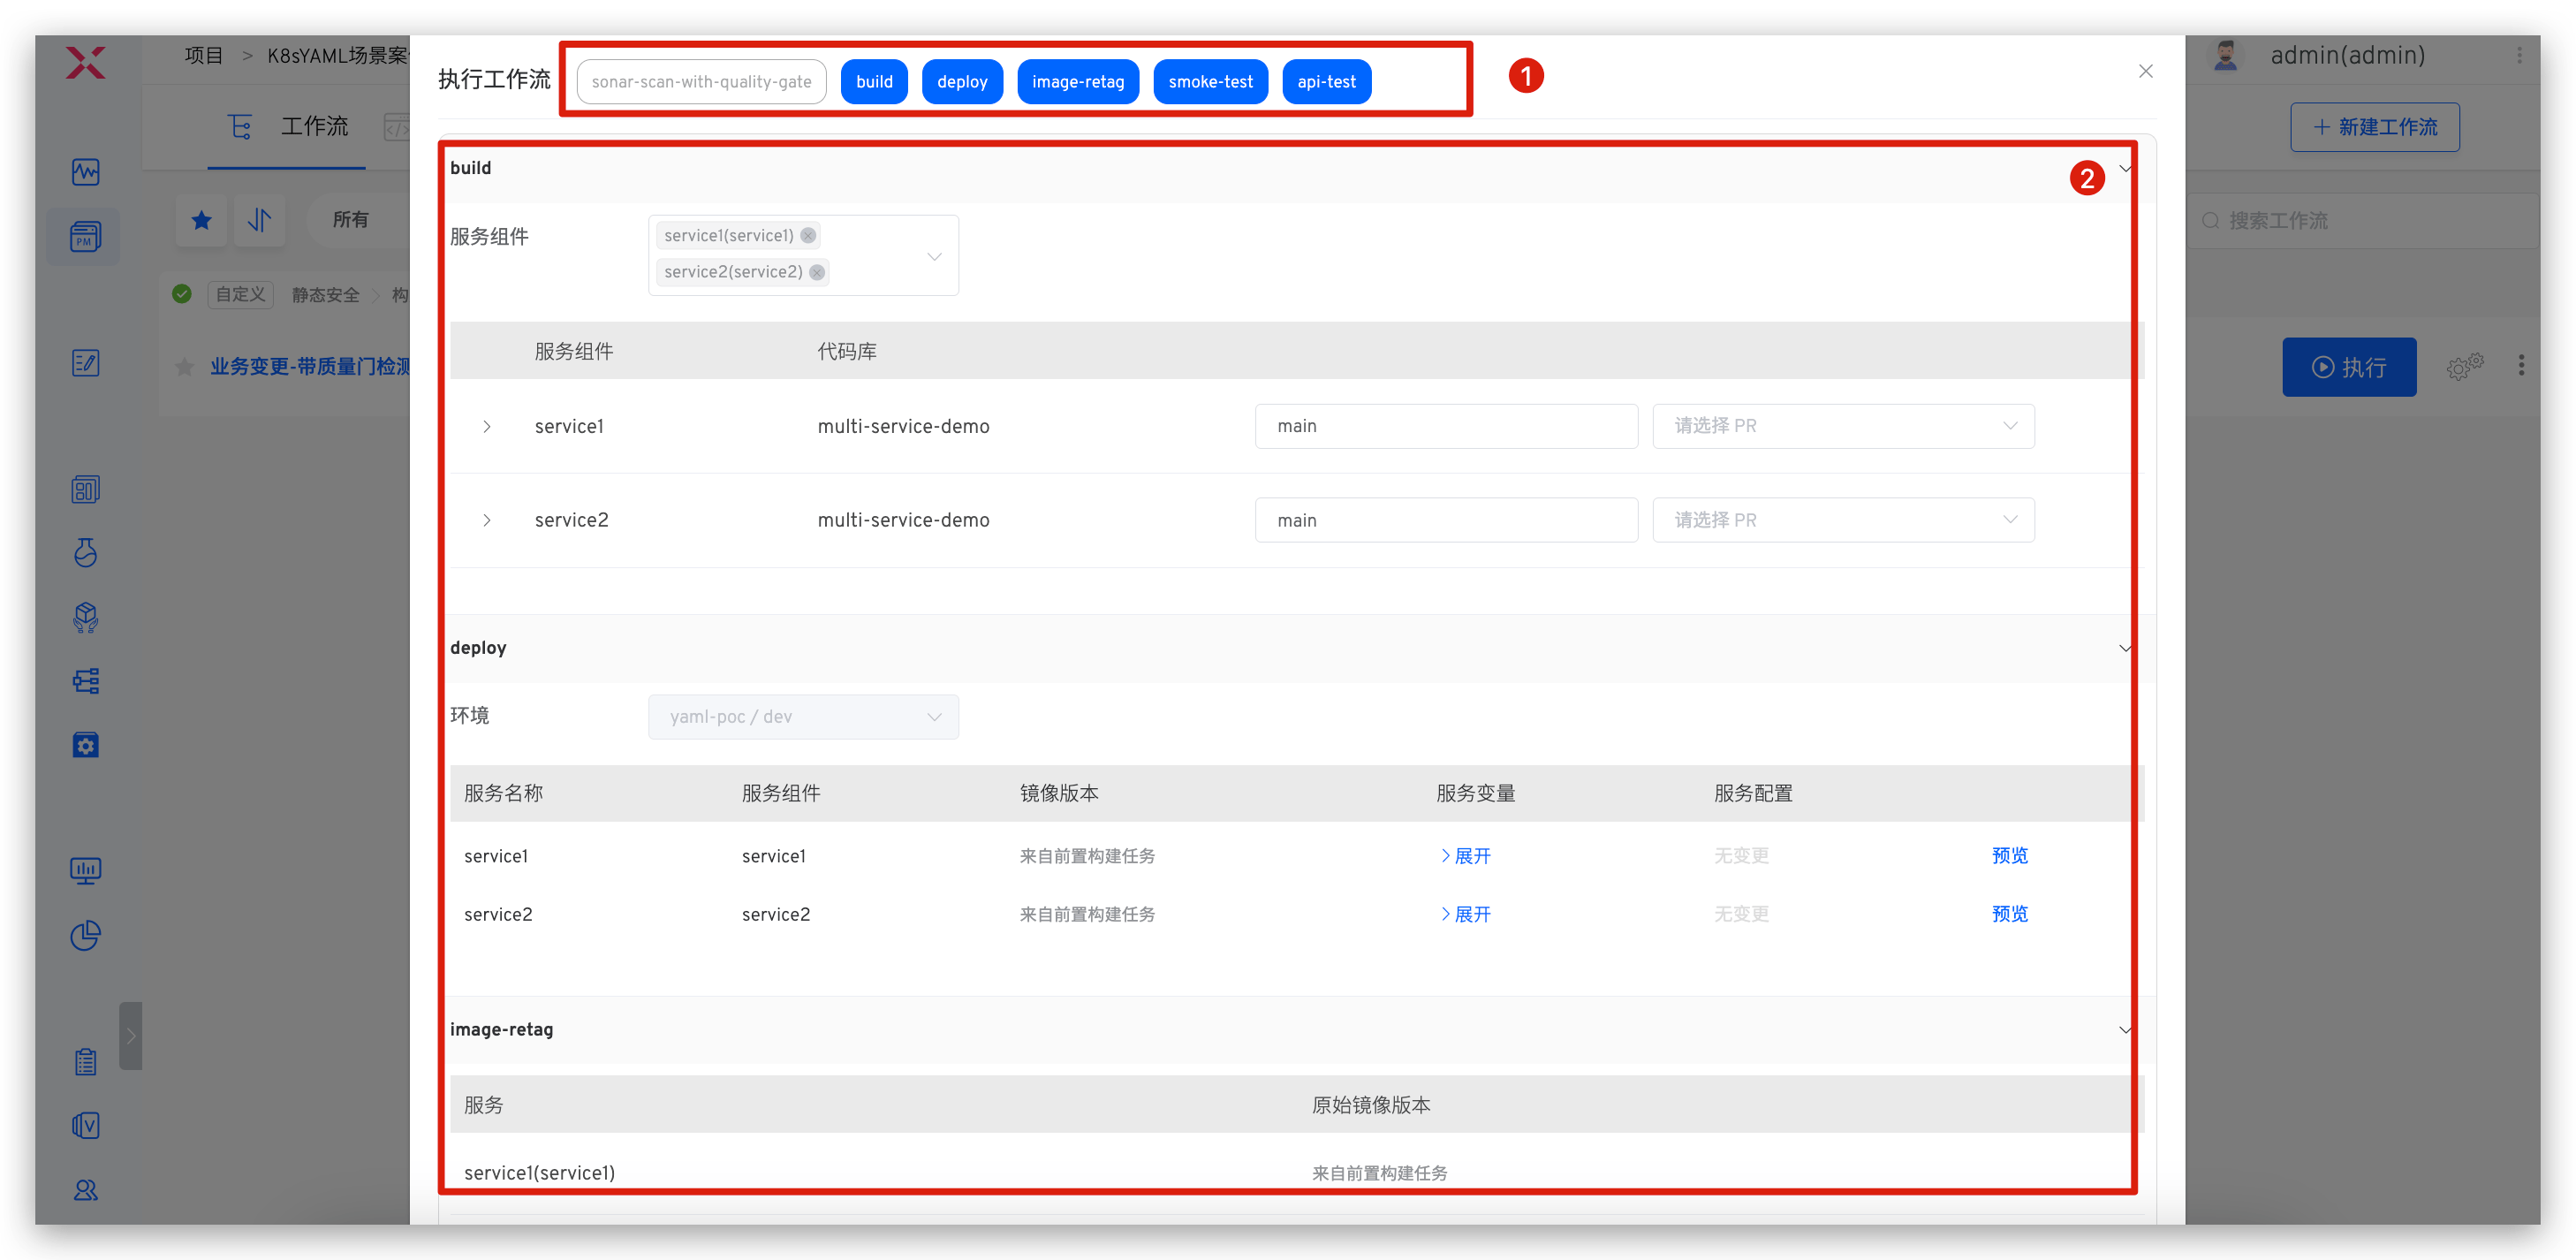 项目 > K8sYAML场景案
admin(admin)
执行工作流 sonar-scan-with-quality-gate build deploy image-retag smoke-test api-test
1
工作流
新建工作流
build
2
PM
所有
服务组件
service1(service1)
service2(service2)
搜索工作流
自定义 静态安全 > 构
服务组件 代码库
业务变更-带质量门检测
执行
service1 multi-service-demo main 请选择 PR
service2 multi-service-demo main 请选择 PR
deploy
环境 yaml-poc / dev
服务名称 服务组件 镜像版本 服务变量 服务配置
service1 service1 来自前置构建任务 展开 无变更 预览
service2 service2 来自前置构建任务 展开 无变更 预览
image-retag
服务 原始镜像版本
service1(service1) 来自前置构建任务